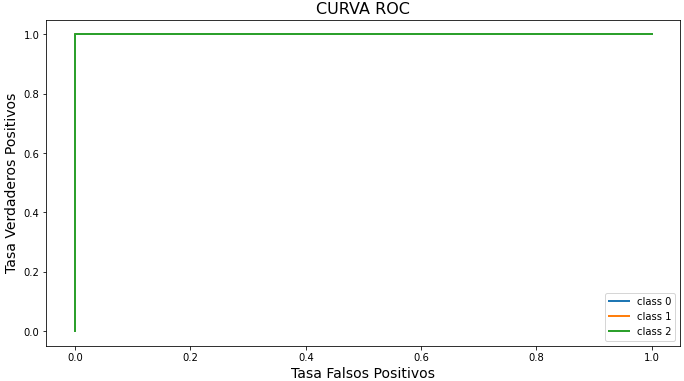 CURVA ROC
Tasa Verdaderos Positivos
1.0
0.8
0.6
0.4
0.2
0.0
0.0 0.2 0.4 0.6 0.8 1.0
Tasa Falsos Positivos
class 0
class 1
class 2